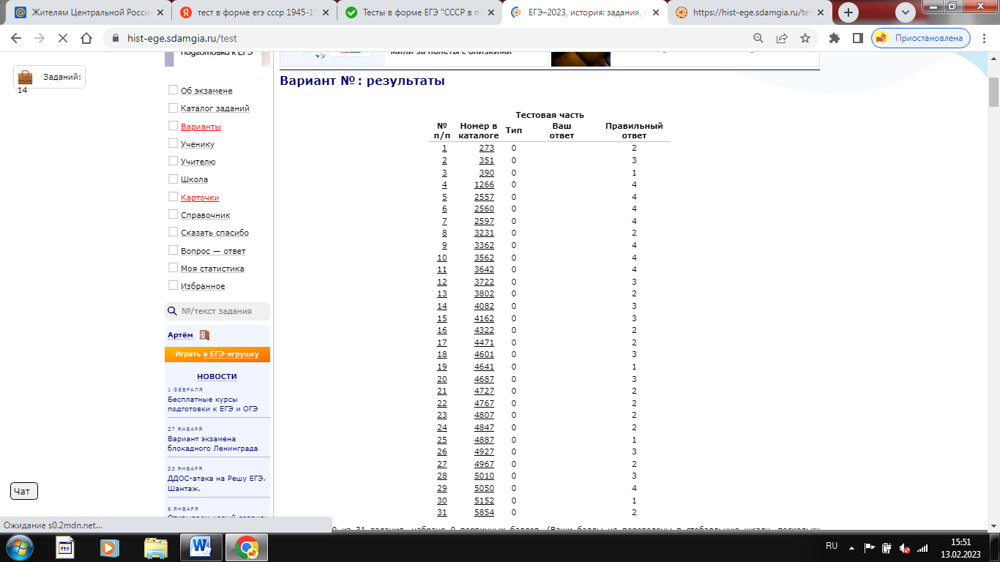 Жителям Центральной Росси
тест в форме егэ ссср 1945-19
Тесты в форме ЕГЭ "СССР в по
ЕГЭ–2023, история: задания, о
https://hist-ege.sdamgia.ru/tes
hist-ege.sdamgia.ru/test
Приостановлена
подготовка к ЕГЭ
мили за полёты с близкими
Заданий:
14
Об экзамене
Каталог заданий
Варианты
Ученику
Учителю
Школа
Карточки
Справочник
Сказать спасибо
Вопрос — ответ
Моя статистика
Избранное
№/текст задания
Артём
Играть в ЕГЭ-игрушку
НОВОСТИ
1 ФЕВРАЛЯ
Бесплатные курсы
подготовки к ЕГЭ и ОГЭ
27 ЯНВАРЯ
Вариант экзамена
блокадного Ленинграда
23 ЯНВАРЯ
ДДОС-атака на Решу ЕГЭ.
Шантаж.
6 ЯНВАРЯ
Вариант № : результаты
Тестовая часть
№ п/п Номер в каталоге Тип Ваш ответ Правильный ответ
1 273 0 2
2 351 0 3
3 390 0 1
4 1266 0 4
5 2557 0 4
6 2560 0 4
7 2597 0 4
8 3231 0 2
9 3362 0 4
10 3562 0 4
11 3642 0 4
12 3722 0 3
13 3802 0 2
14 4082 0 3
15 4162 0 3
16 4322 0 2
17 4471 0 2
18 4601 0 3
19 4641 0 1
20 4687 0 3
21 4727 0 2
22 4767 0 2
23 4807 0 2
24 4847 0 2
25 4887 0 1
26 4927 0 3
27 4967 0 2
28 5010 0 3
29 5050 0 4
30 5152 0 1
31 5854 0 2
Чат
Ожидание s0.2mdn.net...
RU
15:51
13.02.2023